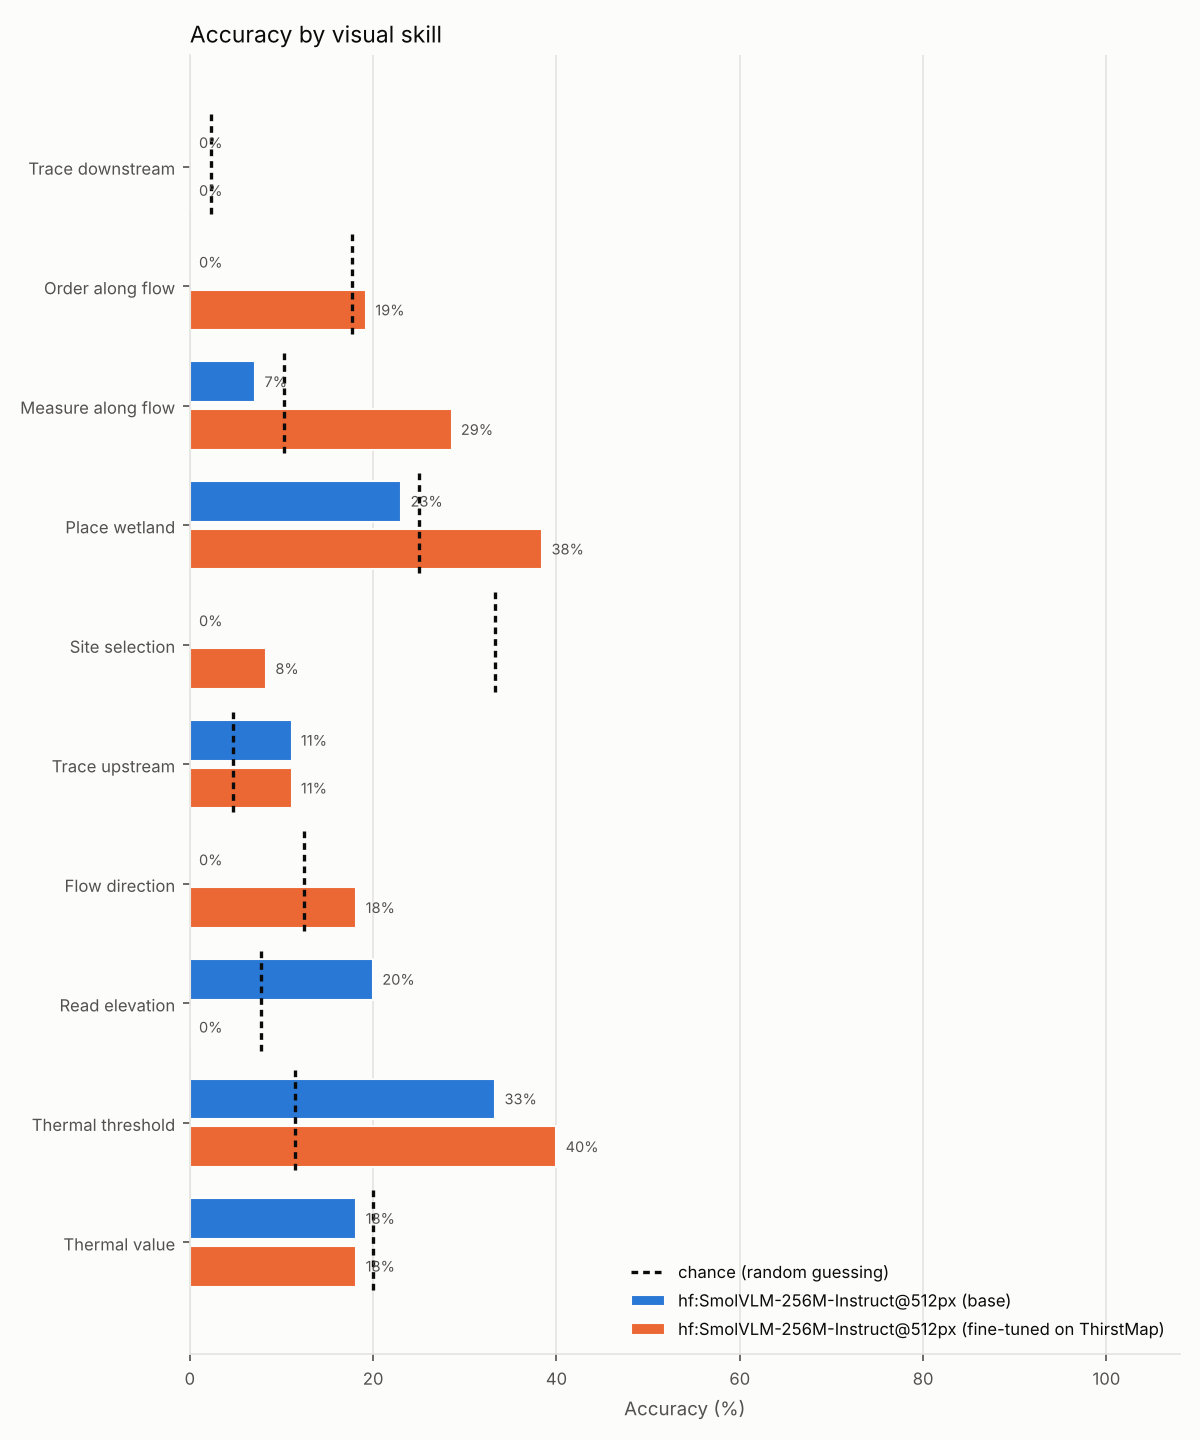 Accuracy by visual skill
Trace downstream
0%
0%
Order along flow
0%
19%
Measure along flow
7%
29%
Place wetland
23%
38%
Site selection
0%
8%
Trace upstream
11%
11%
Flow direction
0%
18%
Read elevation
20%
0%
Thermal threshold
33%
40%
Thermal value
18%
18%
chance (random guessing)
hf:SmolVLM-256M-Instruct@512px (base)
hf:SmolVLM-256M-Instruct@512px (fine-tuned on ThirstMap)
0 20 40 60 80 100
Accuracy (%)